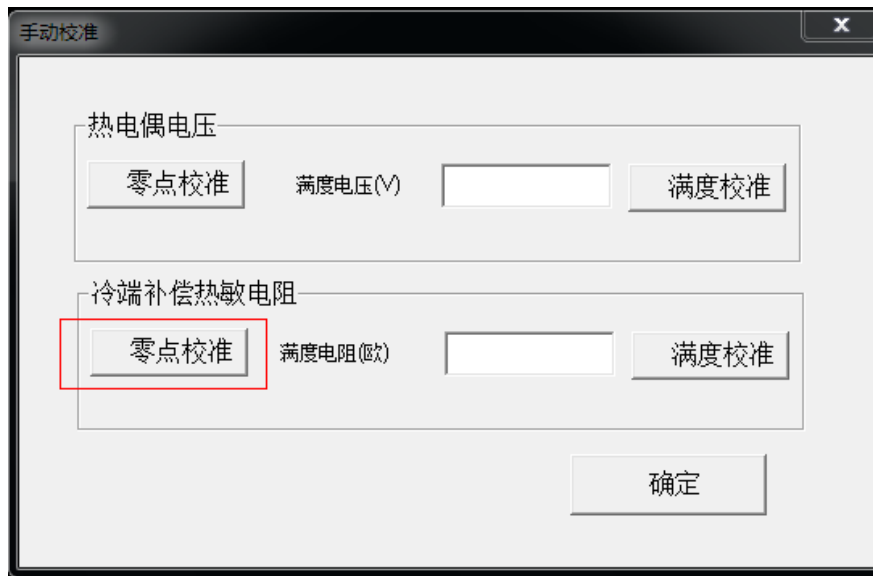 手动校准
x
热电偶电压
零点校准 满度电压(V) 满度校准
冷端补偿热敏电阻
零点校准 满度电阻(欧) 满度校准
确定